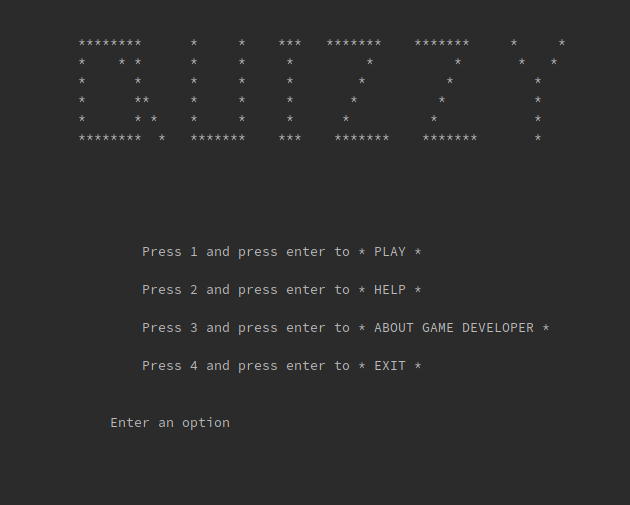 QUIZZY
Press 1 and press enter to * PLAY *
Press 2 and press enter to * HELP *
Press 3 and press enter to * ABOUT GAME DEVELOPER *
Press 4 and press enter to * EXIT *
Enter an option